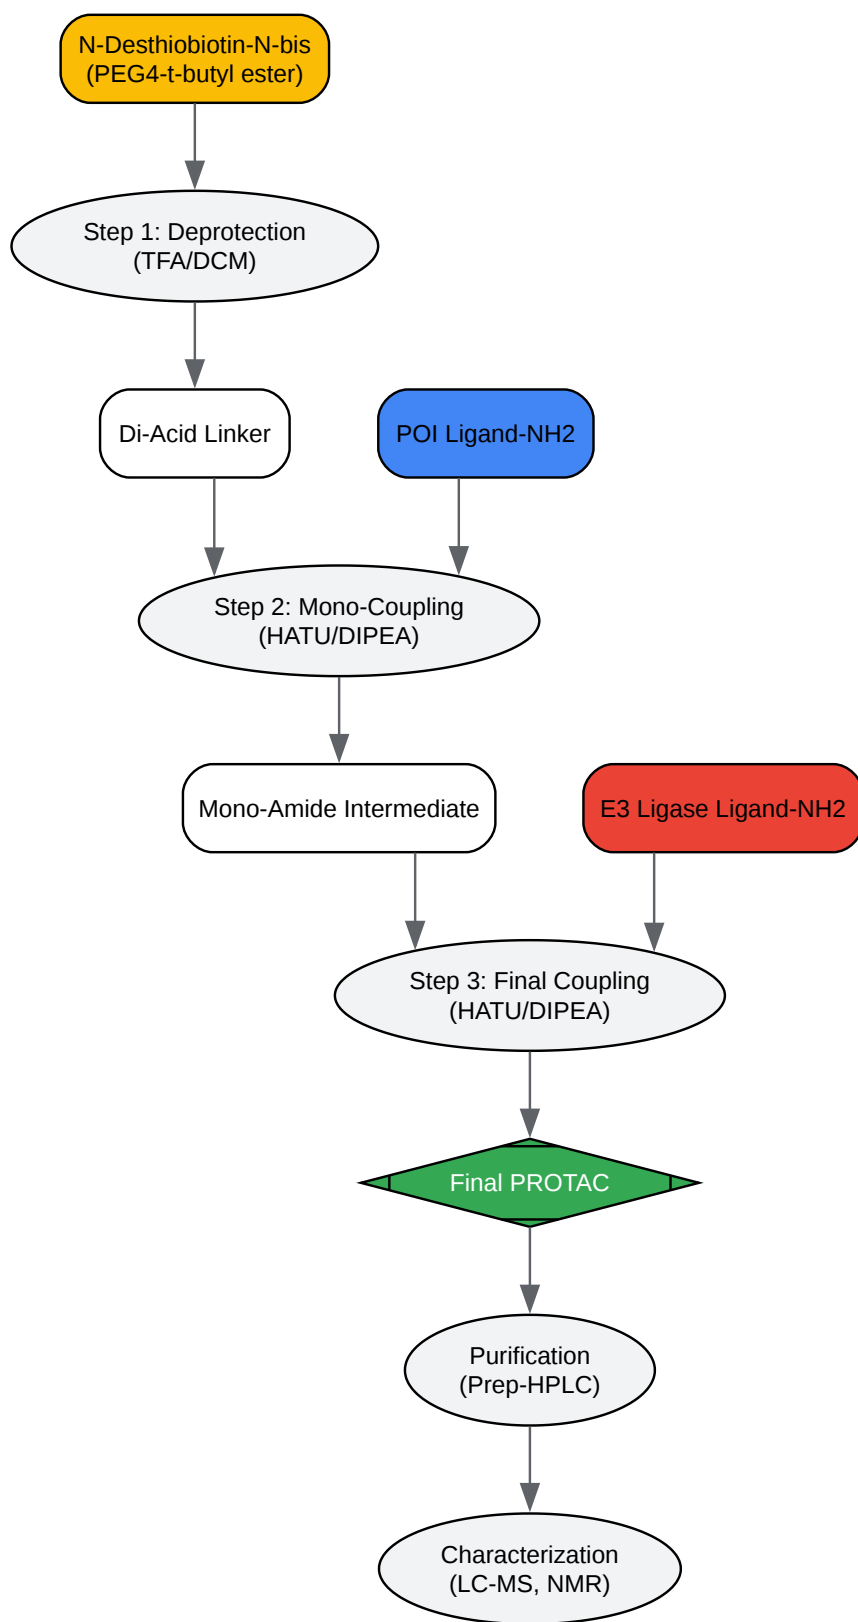 N-Desthiobiotin-N-bis
(PEG4-t-butyl ester)
Step 1: Deprotection
(TFA/DCM)
Di-Acid Linker
POI Ligand-NH2
Step 2: Mono-Coupling
(HATU/DIPEA)
Mono-Amide Intermediate
E3 Ligase Ligand-NH2
Step 3: Final Coupling
(HATU/DIPEA)
Final PROTAC
Purification
(Prep-HPLC)
Characterization
(LC-MS, NMR)